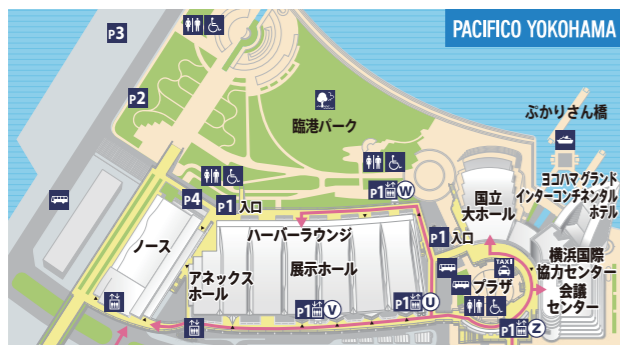 PACIFICO YOKOHAMA
P3
P2
臨港パーク
ぷかりさん橋
ヨコハマグランド
インターコンチネンタル
ホテル
国立
大ホール
P1 W
P4
P1 入口
P1 入口
ノース
ハーバーラウンジ
展示ホール
アネックス
ホール
TAXI
プラザ
横浜国際
協力センター
会議
センター
P1 V
P1 U
P1 Z